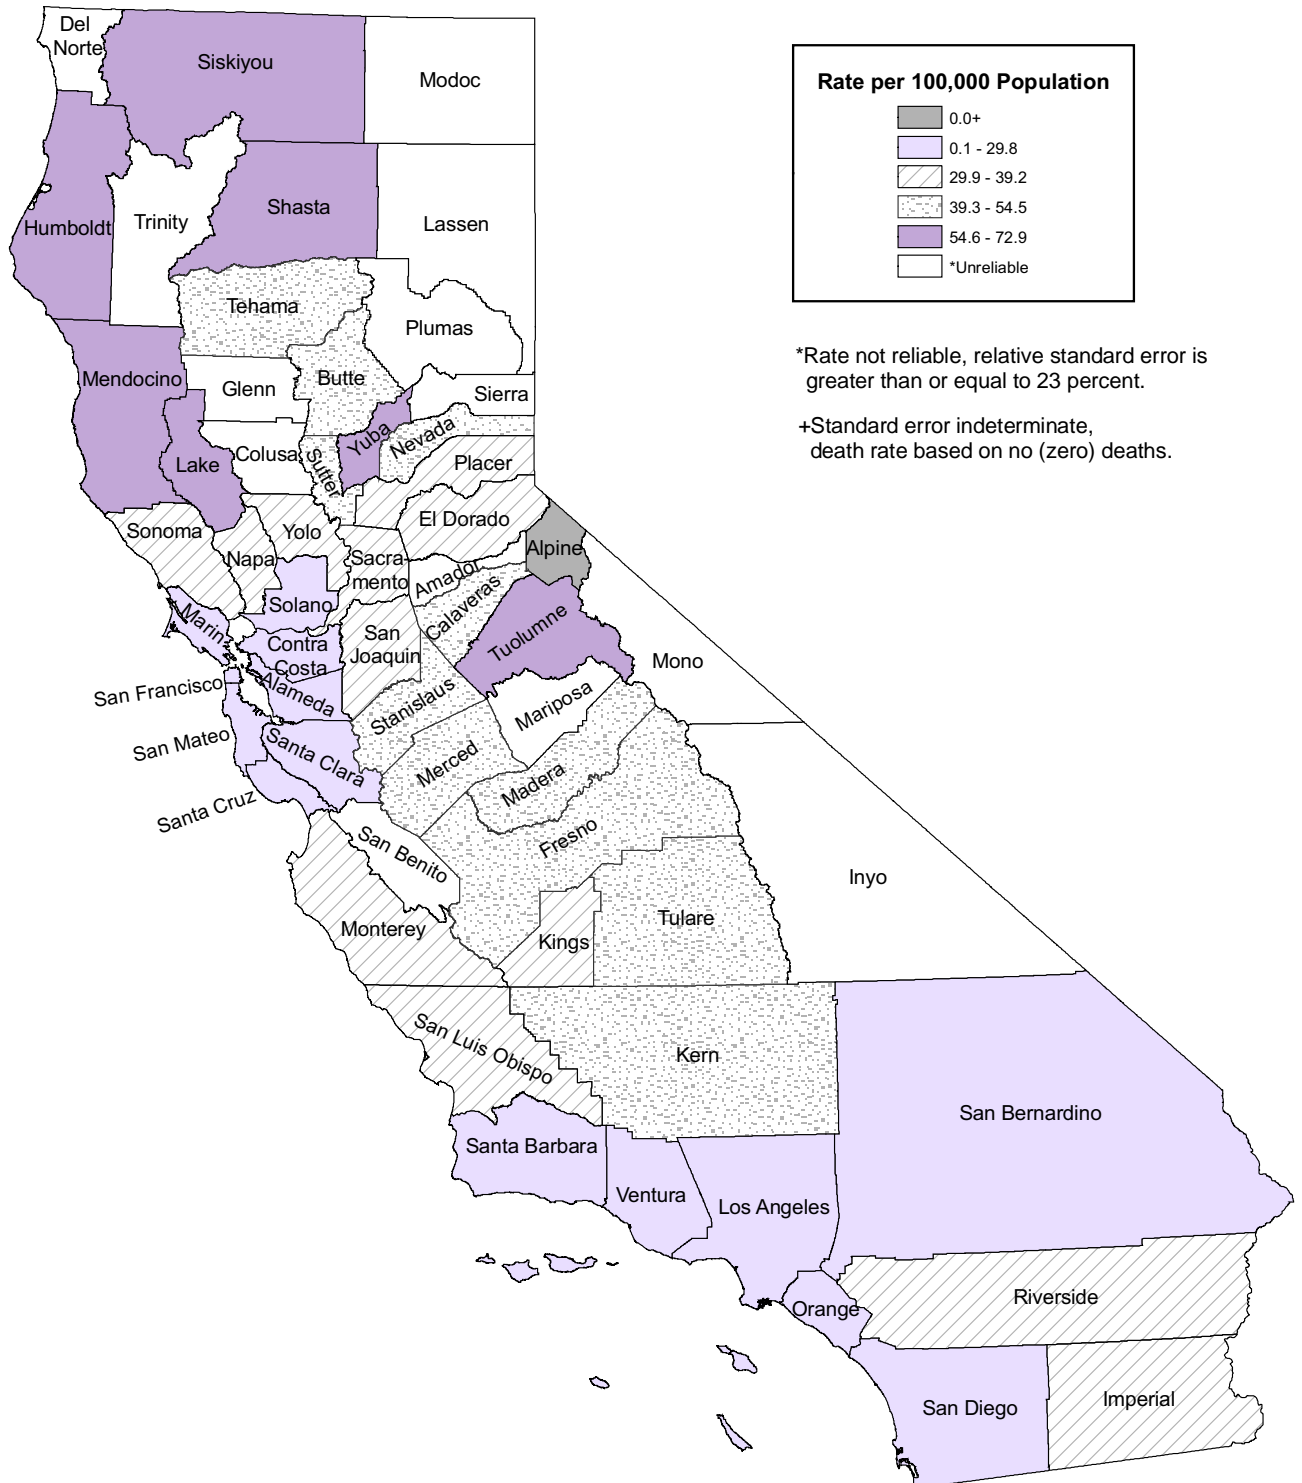 Del
Norte
Siskiyou
Modoc
Rate per 100,000 Population
0.0+
0.1 - 29.8
29.9 - 39.2
39.3 - 54.5
54.6 - 72.9
*Unreliable
Humboldt
Trinity
Shasta
Lassen
Tehama
Plumas
*Rate not reliable, relative standard error is
greater than or equal to 23 percent.
+Standard error indeterminate,
death rate based on no (zero) deaths.
Mendocino
Glenn
Butte
Sierra
Lake
Colusa
Sutter
Yuba
Nevada
Placer
Sonoma
Napa
Yolo
El Dorado
Sacra-
mento
Amador
Alpine
Solano
Calaveras
Marin
Contra
Costa
San
Joaquin
Tuolumne
Mono
San Francisco
Alameda
Stanislaus
Mariposa
San Mateo
Santa Clara
Merced
Madera
Santa Cruz
San Benito
Fresno
Inyo
Monterey
Kings
Tulare
San Luis Obispo
Kern
San Bernardino
Santa Barbara
Ventura
Los Angeles
Orange
Riverside
San Diego
Imperial